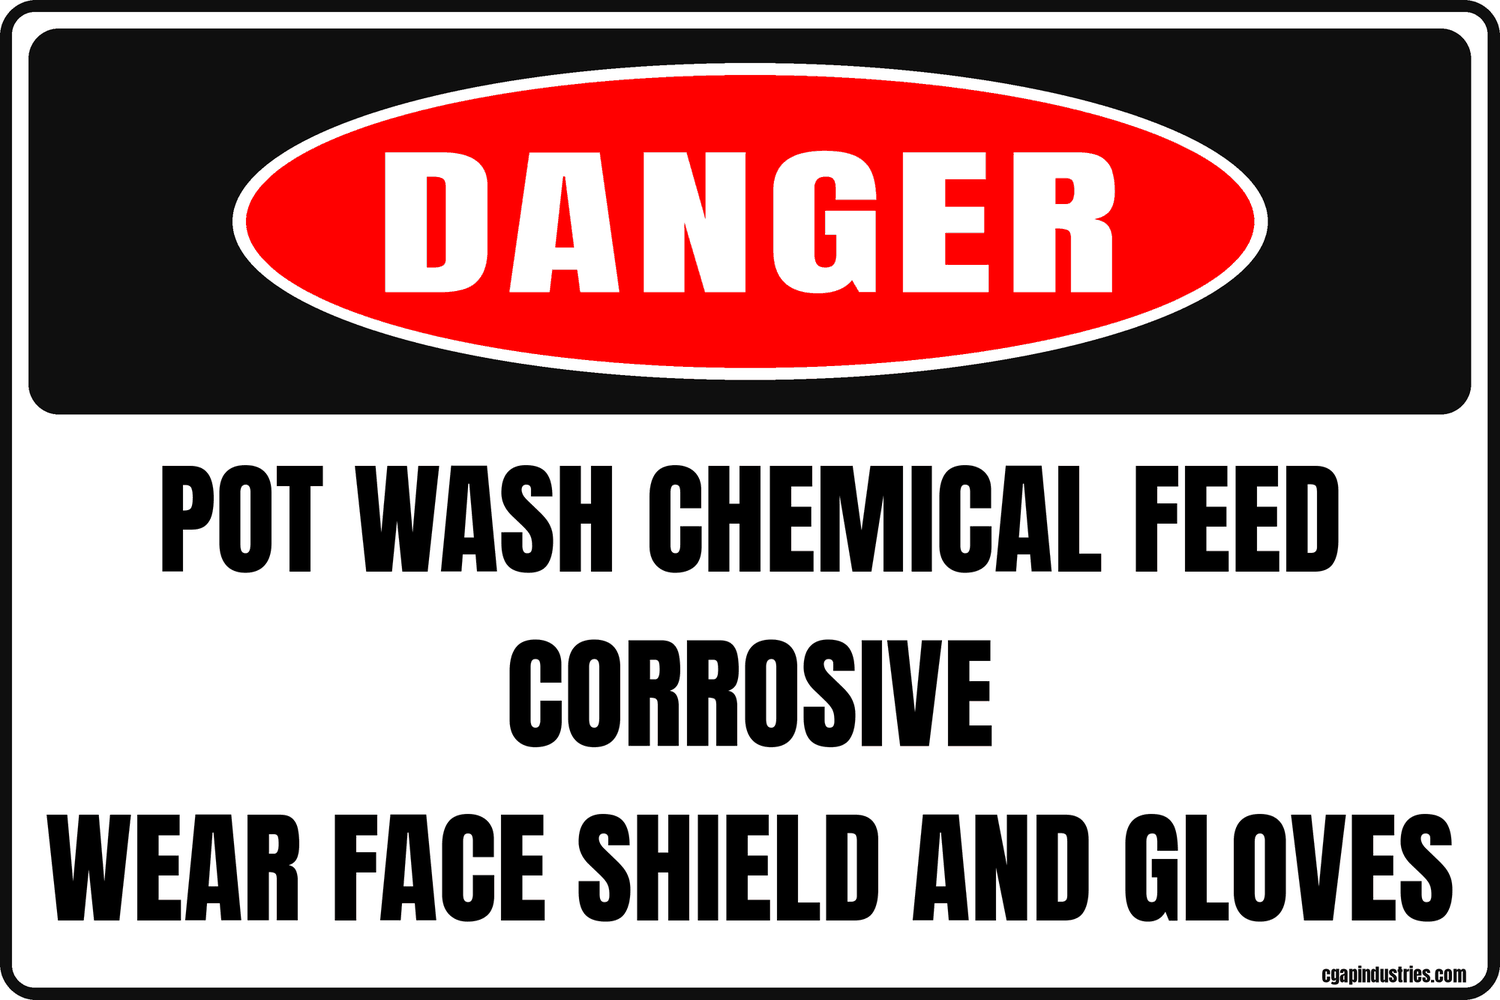 DANGER
POT WASH CHEMICAL FEED
CORROSIVE
WEAR FACE SHIELD AND GLOVES
cgapindustries.com